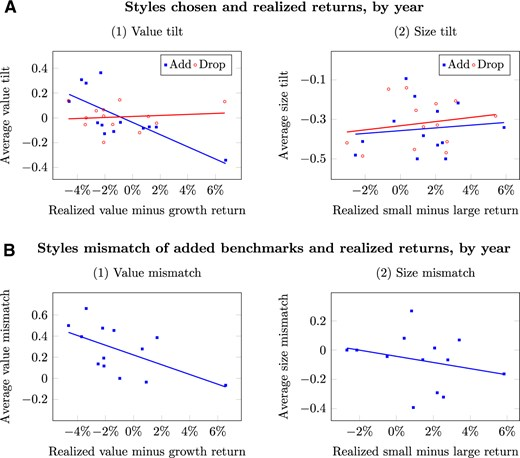 A
Styles chosen and realized returns, by year
(1) Value tilt
(2) Size tilt
Average value tilt
0.4
0.2
0
−0.2
−0.4
Add Drop
−4% −2% 0% 2% 4% 6%
Realized value minus growth return
Average size tilt
−0.1
−0.3
−0.5
Add Drop
−2% 0% 2% 4% 6%
Realized small minus large return
B
Styles mismatch of added benchmarks and realized returns, by year
(1) Value mismatch
(2) Size mismatch
Average value mismatch
0.6
0.4
0.2
0
−0.2
−4% −2% 0% 2% 4% 6%
Realized value minus growth return
Average size mismatch
0.2
0
−0.2
−0.4
−2% 0% 2% 4% 6%
Realized small minus large return